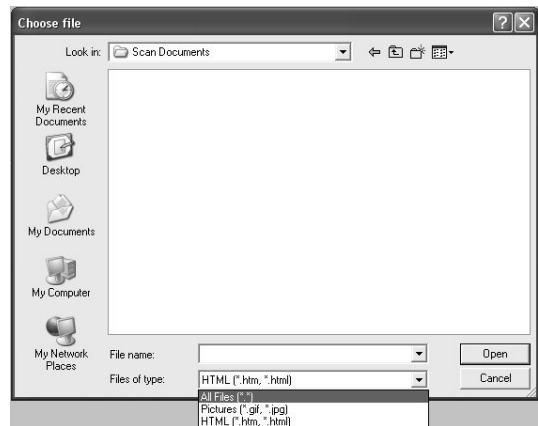 Choose file
Look in: Scan Documents
My Recent
Documents
Desktop
My Documents
My Computer
My Network
Places
File name:
Open
Files of type: HTML (*.htm, *.html)
Cancel
All Files (*.*)
Pictures (*.gif, *.jpg)
HTML (*.htm, *.html)